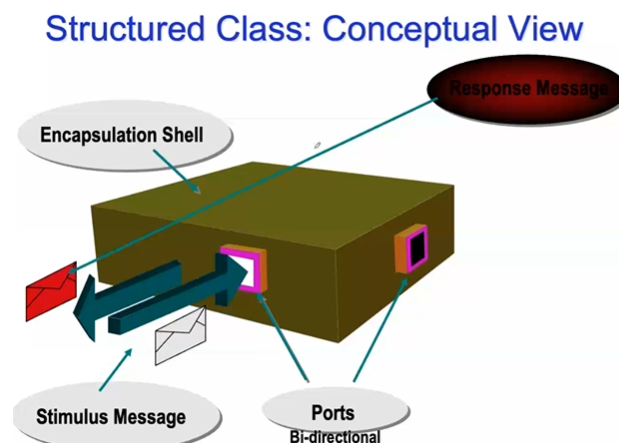 Structured Class: Conceptual View
Response Message
Encapsulation Shell
Stimulus Message
Ports
Bi-directional